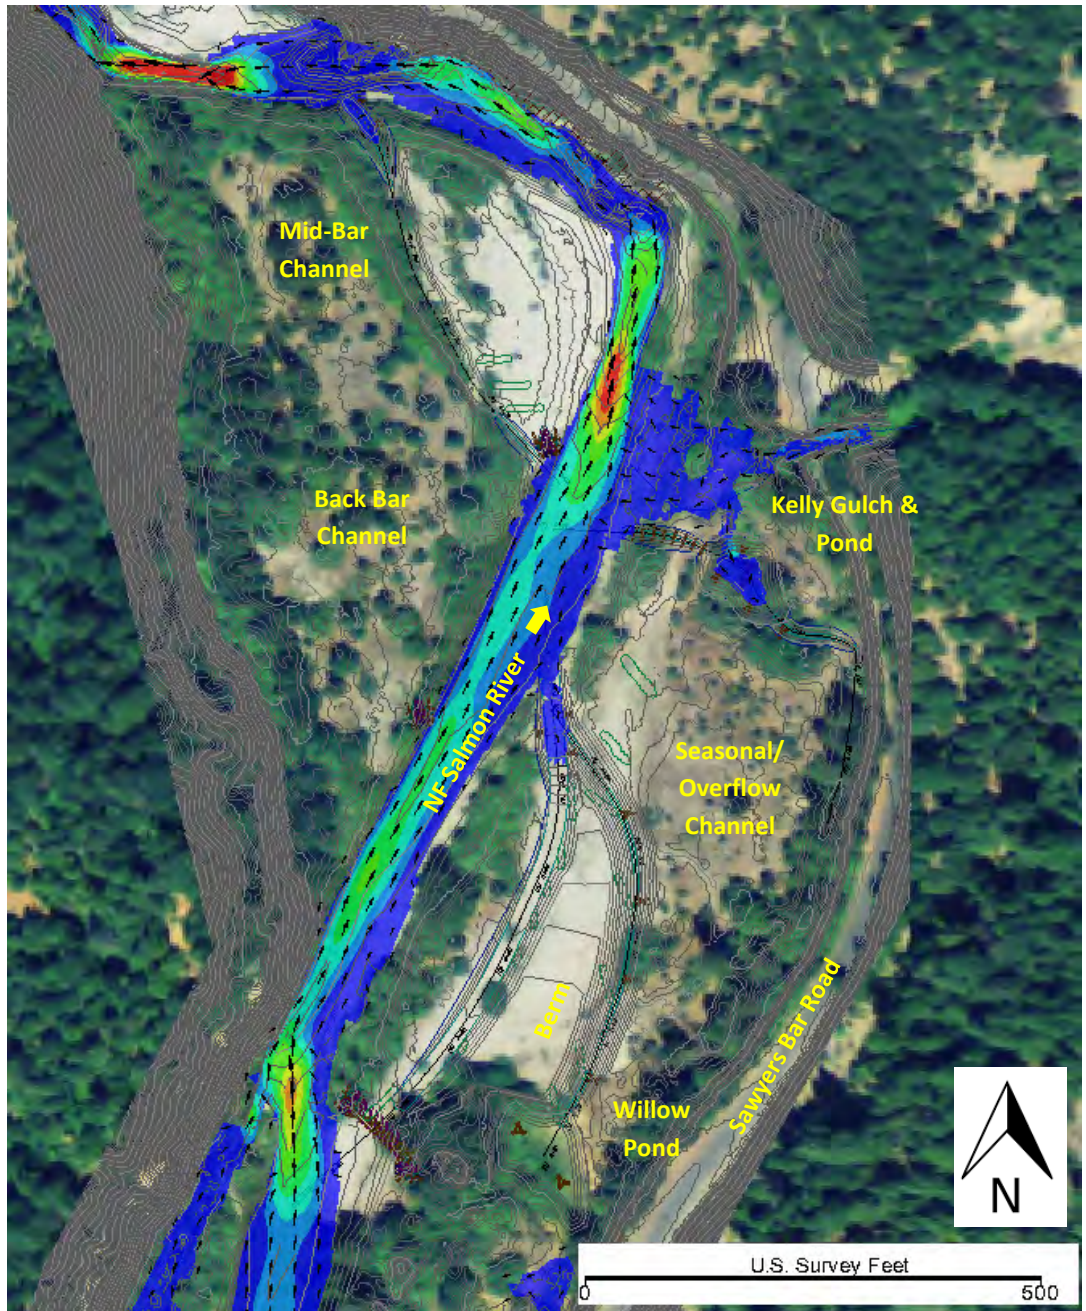 Mid-Bar
Channel
Back Bar
Channel
Kelly Gulch &
Pond
NF Salmon River
Seasonal/
Overflow
Channel
Berm
Sawyers Bar Road
Willow
Pond
N
U.S. Survey Feet
0
500